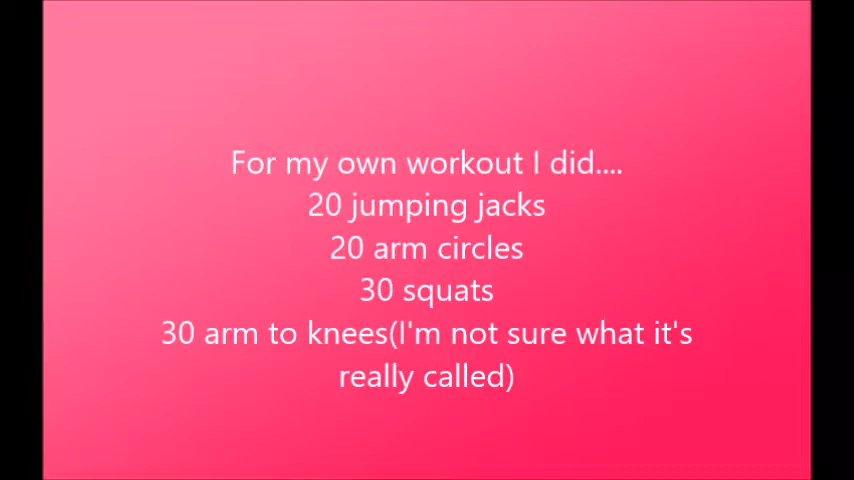 For my own workout I did....
20 jumping jacks
20 arm circles
30 squats
30 arm to knees(I'm not sure what it's
really called)